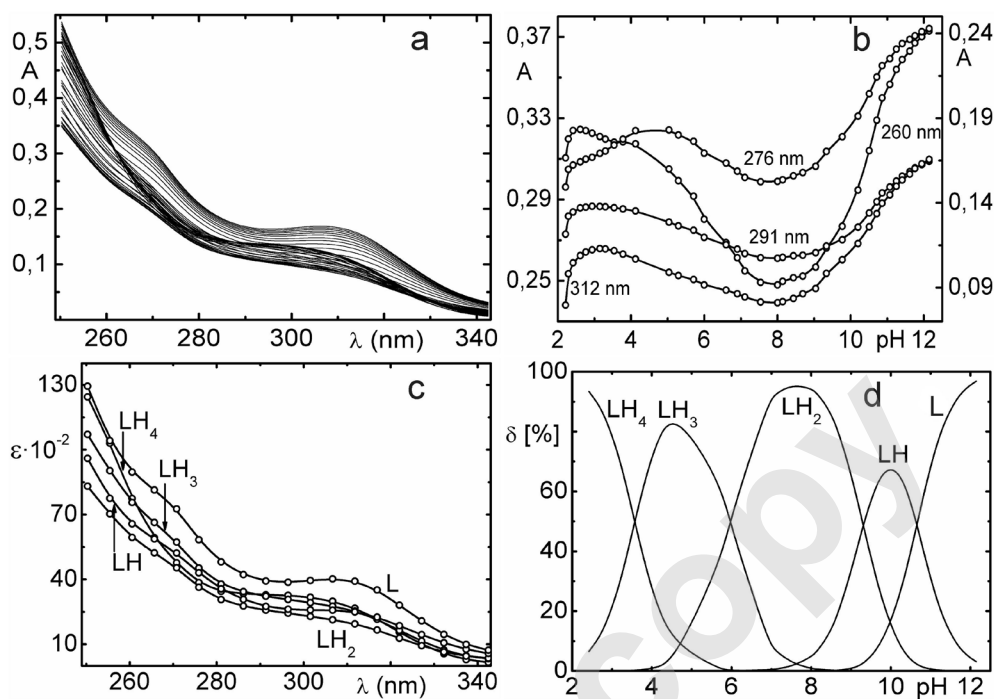 a
0,5
A
0,4
0,3
0,2
0,1
260 280 300 320 340
λ (nm)
b
0,37
A
0,33
0,29
0,25
0,24
A
0,19
0,14
0,09
276 nm
260 nm
291 nm
312 nm
2 4 6 8 10 pH 12
c
130
ε·10⁻²
70
40
10
LH₄
LH₃
LH
L
LH₂
260 280 300 320 340
λ (nm)
d
100
80
δ [%]
60
40
20
0
LH₄ LH₃ LH₂ LH L
2 4 6 8 10 pH 12
copy